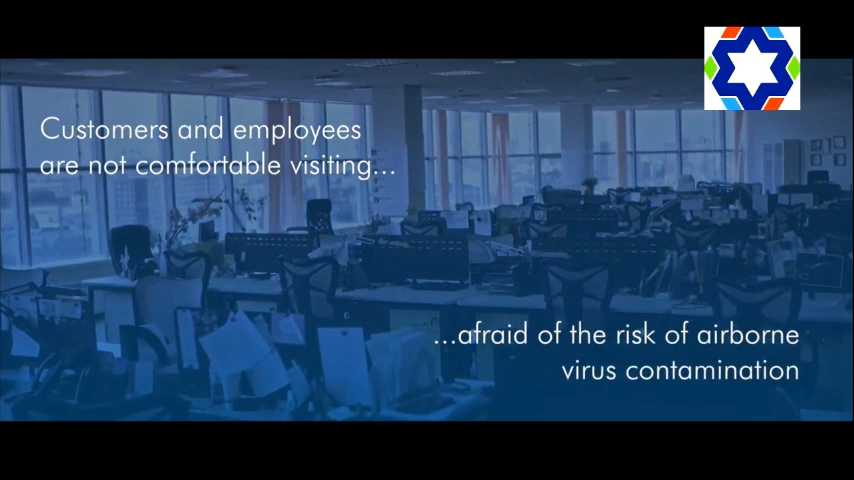 Customers and employees
are not comfortable visiting...
...afraid of the risk of airborne
virus contamination